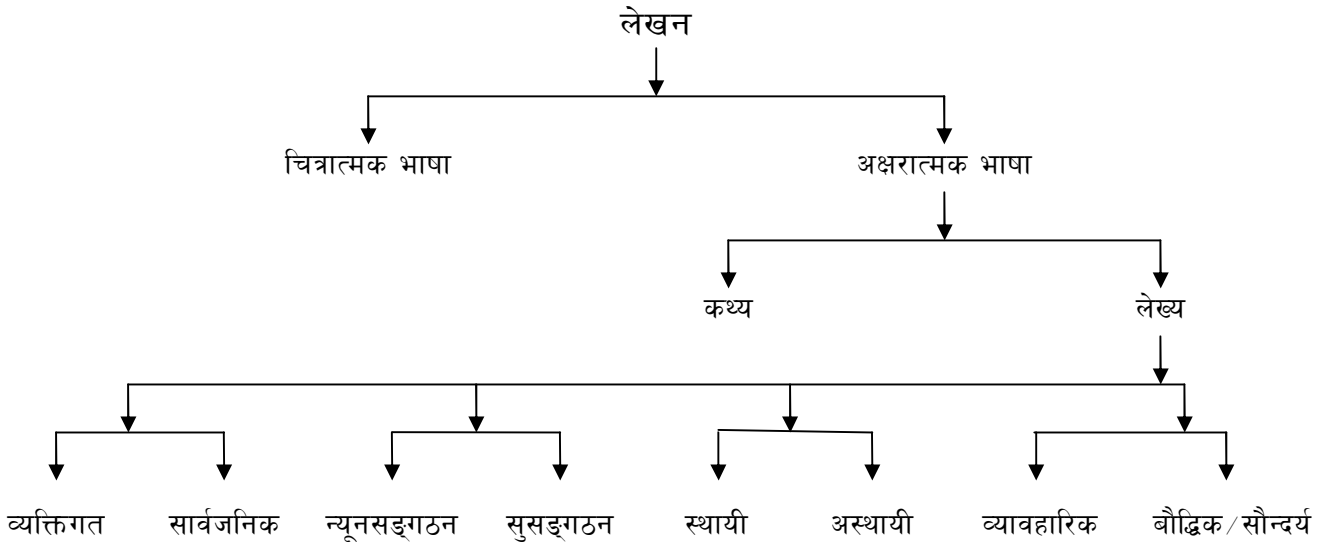 लेखन
चित्रात्मक भाषा अक्षरात्मक भाषा
कथ्य लेख्य
व्यक्तिगत सार्वजनिक न्यूनसङ्गठन सुसङ्गठन स्थायी अस्थायी व्यावहारिक बौद्धिक/सौन्दर्य